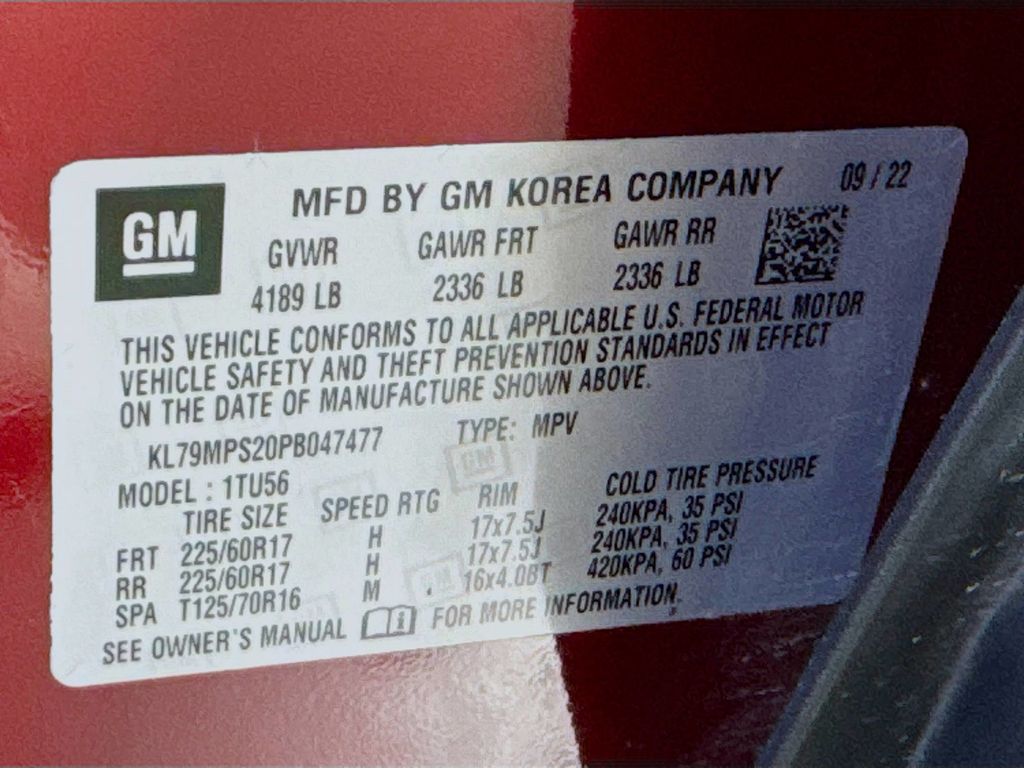 GM
MFD BY GM KOREA COMPANY 09 / 22
GVWR GAWR FRT GAWR RR
4189 LB 2336 LB 2336 LB
THIS VEHICLE CONFORMS TO ALL APPLICABLE U.S. FEDERAL MOTOR
VEHICLE SAFETY AND THEFT PREVENTION STANDARDS IN EFFECT
ON THE DATE OF MANUFACTURE SHOWN ABOVE.
KL79MPS20PB047477 TYPE: MPV
MODEL : 1TU56
TIRE SIZE SPEED RTG RIM COLD TIRE PRESSURE
FRT 225/60R17 H 17x7.5J 240KPA, 35 PSI
RR 225/60R17 H 17x7.5J 240KPA, 35 PSI
SPA T125/70R16 M 16x4.0BT 420KPA, 60 PSI
SEE OWNER'S MANUAL FOR MORE INFORMATION.